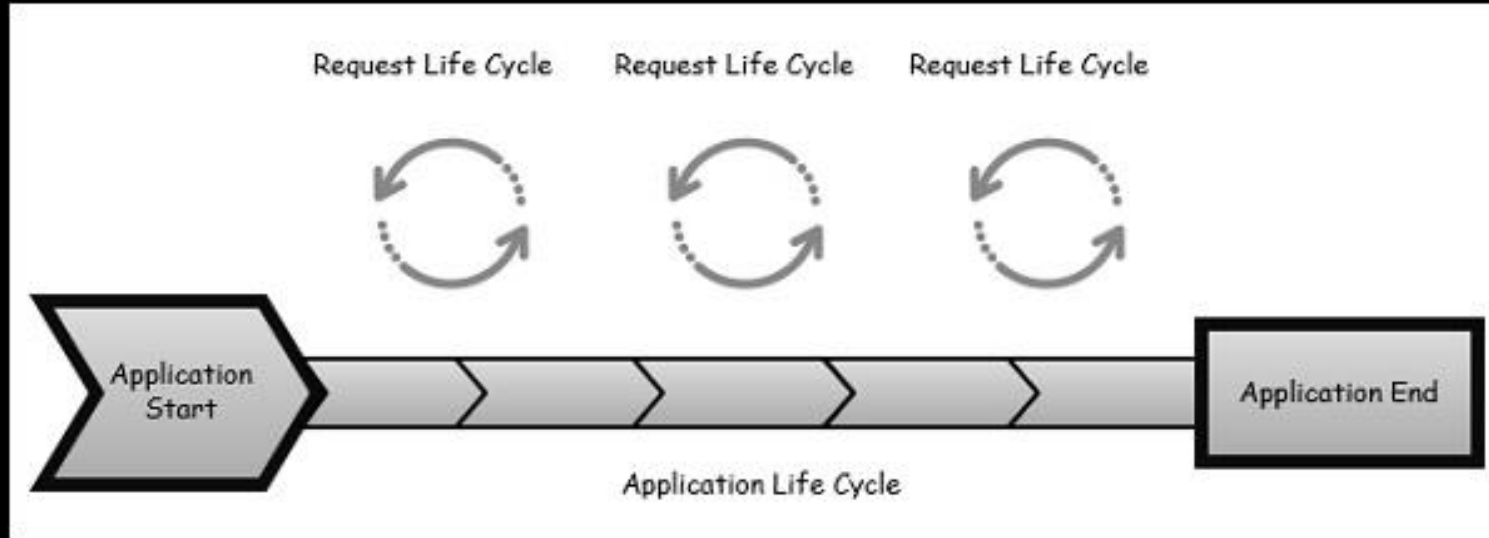 Request Life Cycle Request Life Cycle Request Life Cycle
Application
Start
Application End
Application Life Cycle